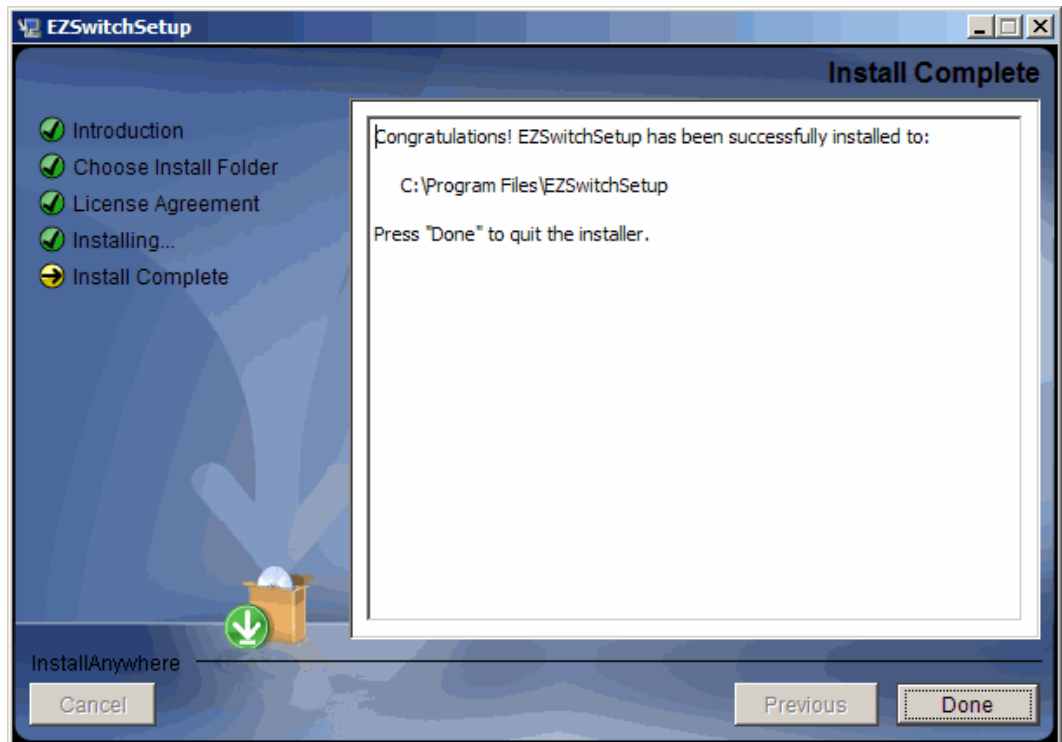 EZSwitchSetup
Install Complete
Introduction
Choose Install Folder
License Agreement
Installing...
Install Complete
Congratulations! EZSwitchSetup has been successfully installed to:
C:\Program Files\EZSwitchSetup
Press "Done" to quit the installer.
InstallAnywhere
Cancel
Previous
Done